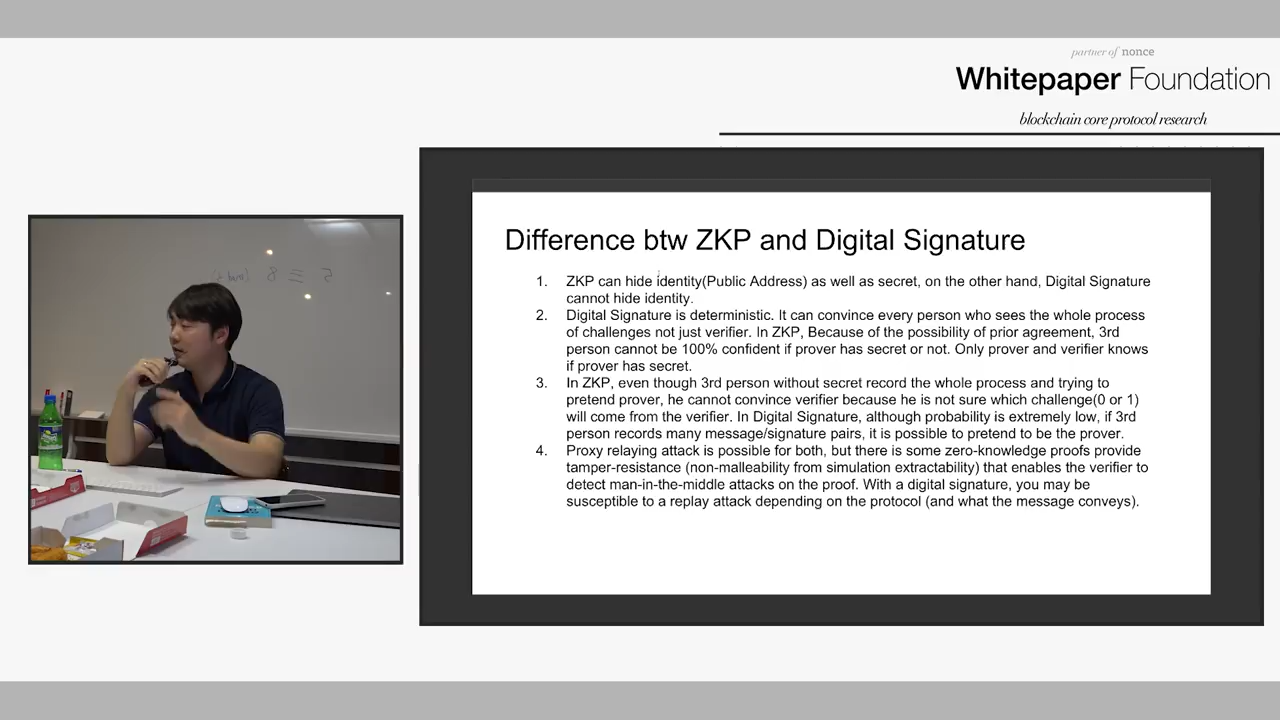 partner of nonce
Whitepaper Foundation
blockchain core protocol research
Difference btw ZKP and Digital Signature
1. ZKP can hide identity(Public Address) as well as secret, on the other hand, Digital Signature
cannot hide identity.
2. Digital Signature is deterministic. It can convince every person who sees the whole process
of challenges not just verifier. In ZKP, Because of the possibility of prior agreement, 3rd
person cannot be 100% confident if prover has secret or not. Only prover and verifier knows
if prover has secret.
3. In ZKP, even though 3rd person without secret record the whole process and trying to
pretend prover, he cannot convince verifier because he is not sure which challenge(0 or 1)
will come from the verifier. In Digital Signature, although probability is extremely low, if 3rd
person records many message/signature pairs, it is possible to pretend to be the prover.
4. Proxy relaying attack is possible for both, but there is some zero-knowledge proofs provide
tamper-resistance (non-malleability from simulation extractability) that enables the verifier to
detect man-in-the-middle attacks on the proof. With a digital signature, you may be
susceptible to a replay attack depending on the protocol (and what the message conveys).